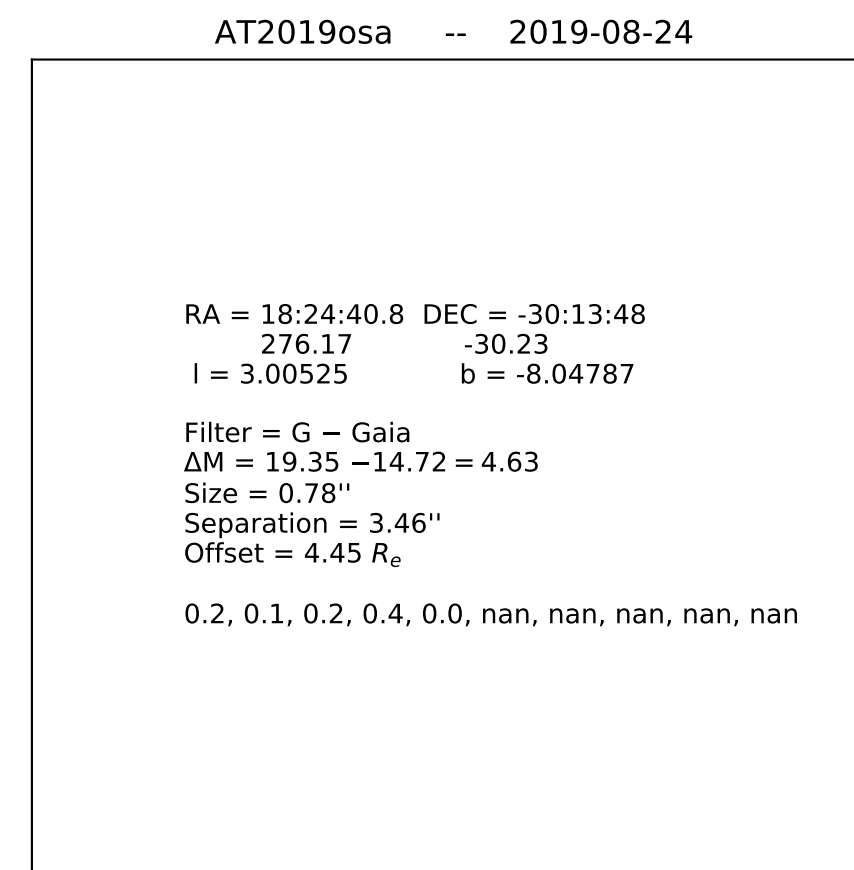 AT2019osa -- 2019-08-24
RA = 18:24:40.8 DEC = -30:13:48
276.17 -30.23
l = 3.00525 b = -8.04787
Filter = G − Gaia
ΔM = 19.35 −14.72 = 4.63
Size = 0.78''
Separation = 3.46''
Offset = 4.45 Rₑ
0.2, 0.1, 0.2, 0.4, 0.0, nan, nan, nan, nan, nan